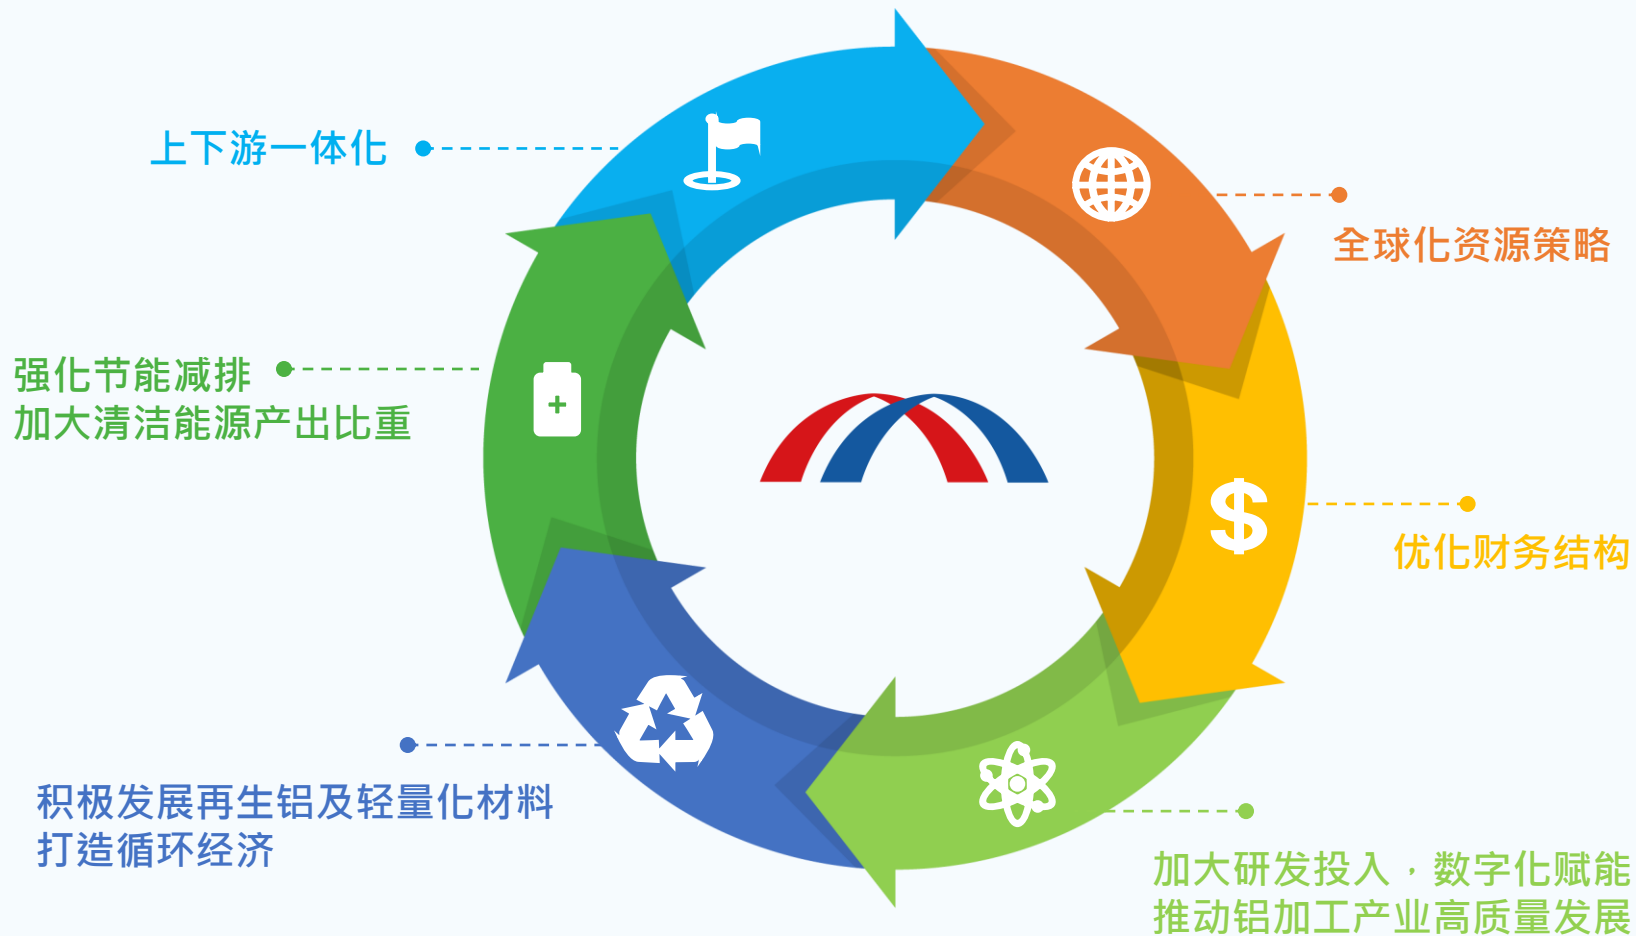 上下游一体化
全球化资源策略
优化财务结构
加大研发投入，数字化赋能
推动铝加工产业高质量发展
积极发展再生铝及轻量化材料
打造循环经济
强化节能减排
加大清洁能源产出比重